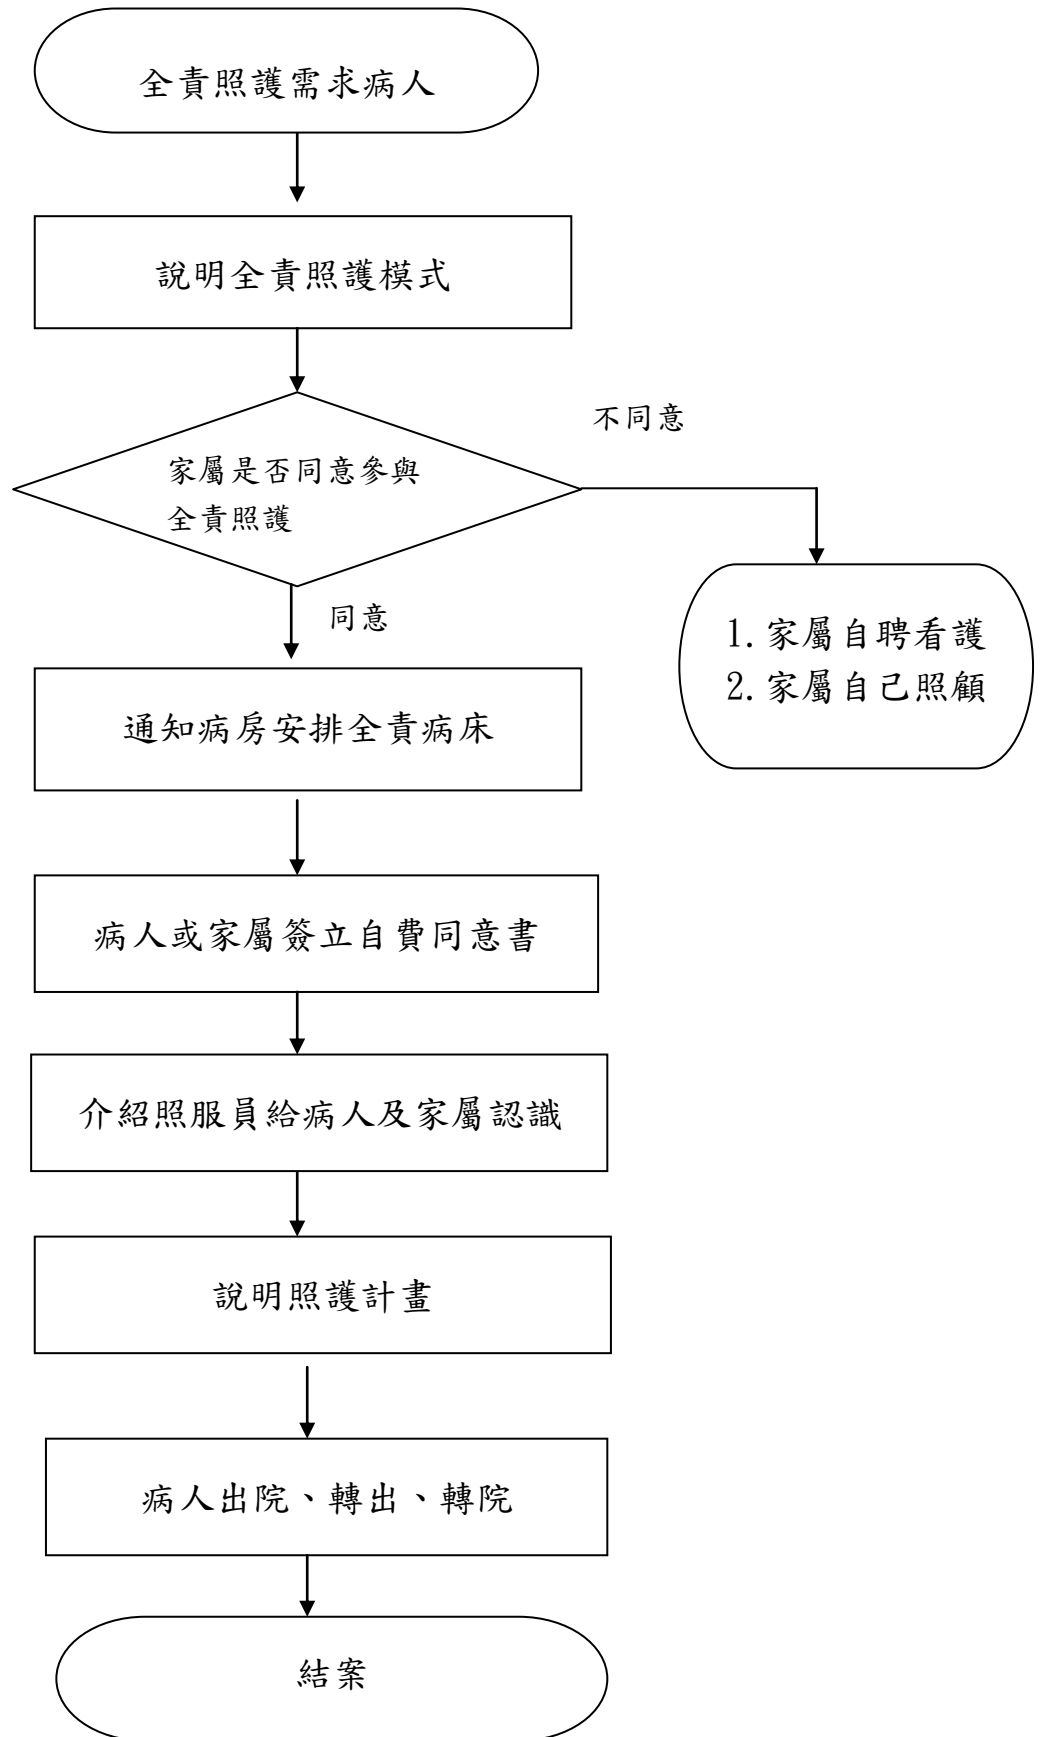 全責照護需求病人
說明全責照護模式
不同意
家屬是否同意參與
全責照護
同意
1.家屬自聘看護
2.家屬自己照顧
通知病房安排全責病床
病人或家屬簽立自費同意書
介紹照服員給病人及家屬認識
說明照護計畫
病人出院、轉出、轉院
結案